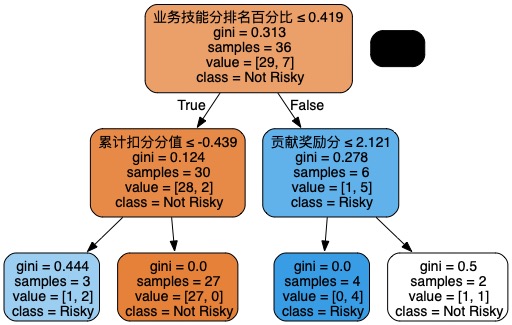 业务技能分排名百分比 ≤ 0.419
gini = 0.313
samples = 36
value = [29, 7]
class = Not Risky
True
False
累计扣分分值 ≤ -0.439
gini = 0.124
samples = 30
value = [28, 2]
class = Not Risky
贡献奖励分 ≤ 2.121
gini = 0.278
samples = 6
value = [1, 5]
class = Risky
gini = 0.444
samples = 3
value = [1, 2]
class = Risky
gini = 0.0
samples = 27
value = [27, 0]
class = Not Risky
gini = 0.0
samples = 4
value = [0, 4]
class = Risky
gini = 0.5
samples = 2
value = [1, 1]
class = Not Risky